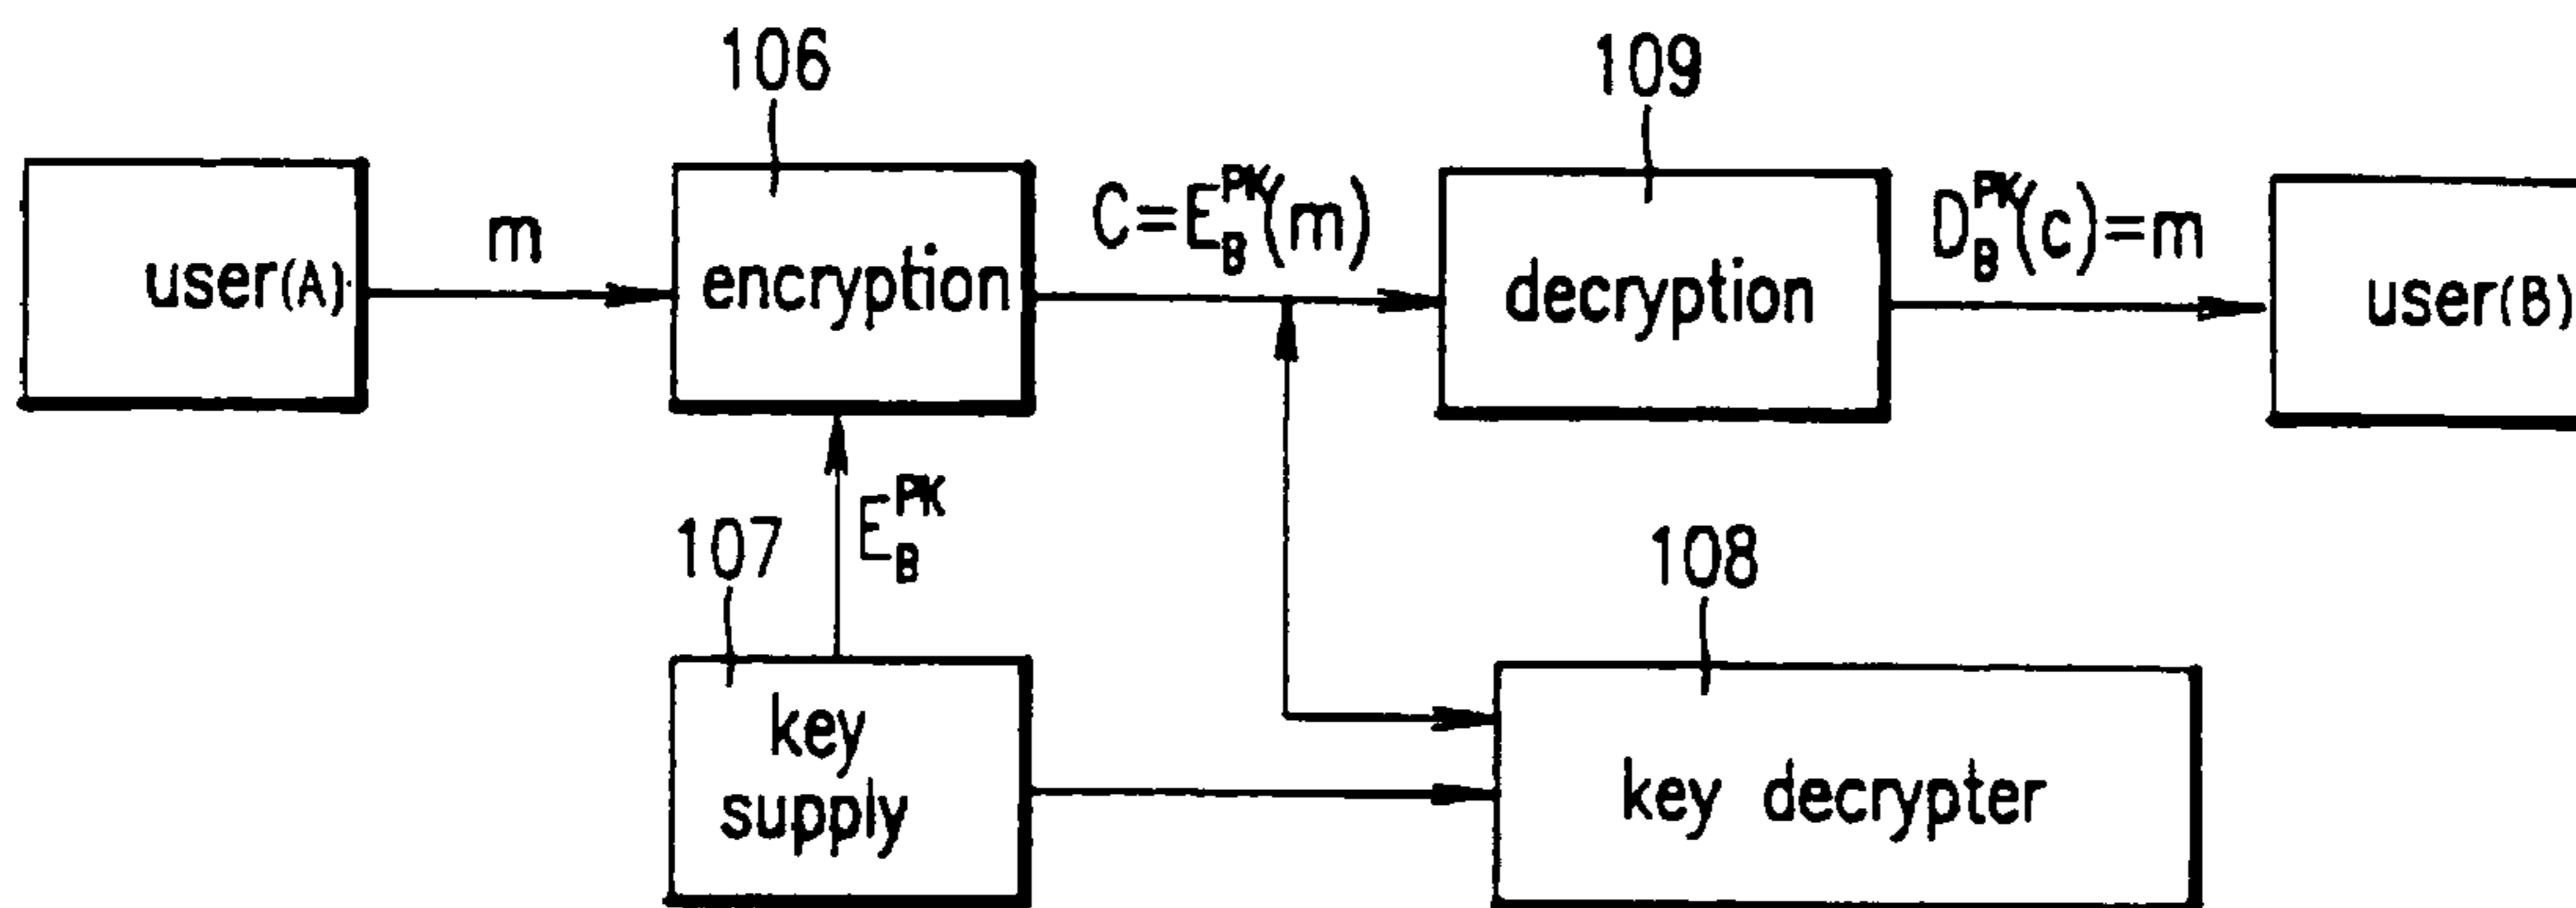 106
109
user(A)
m
encryption
C=E_B^PK(m)
decryption
D_B^PK(c)=m
user(B)
E_B^PK
107
108
key
supply
key decrypter